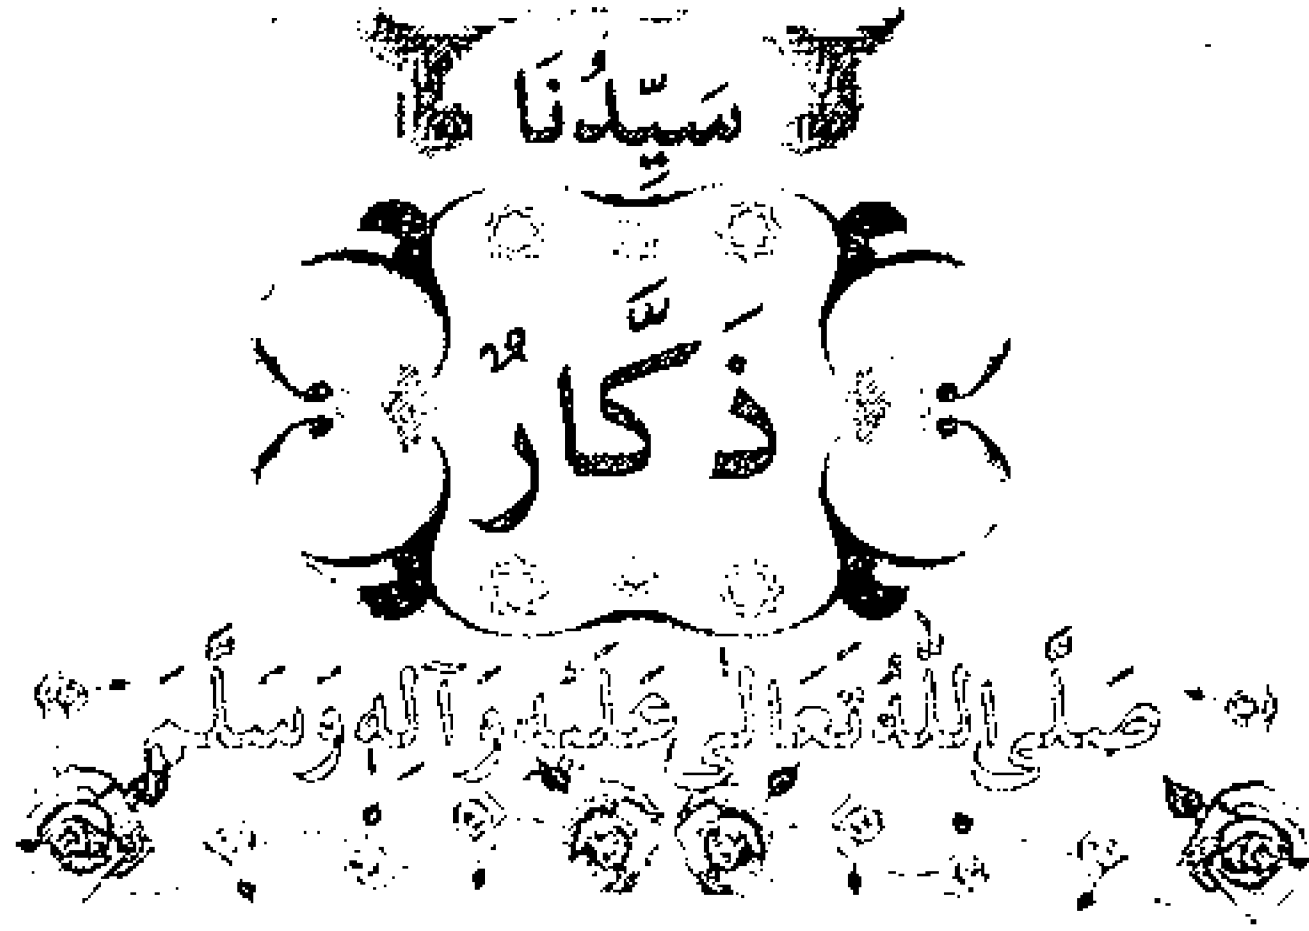 سَيِّدُنَا
ذَكَّارٌ
صَلَّى اللّٰهُ تَعَالٰى عَلَيْهِ وَآلِهٖ وَسَلَّمَ